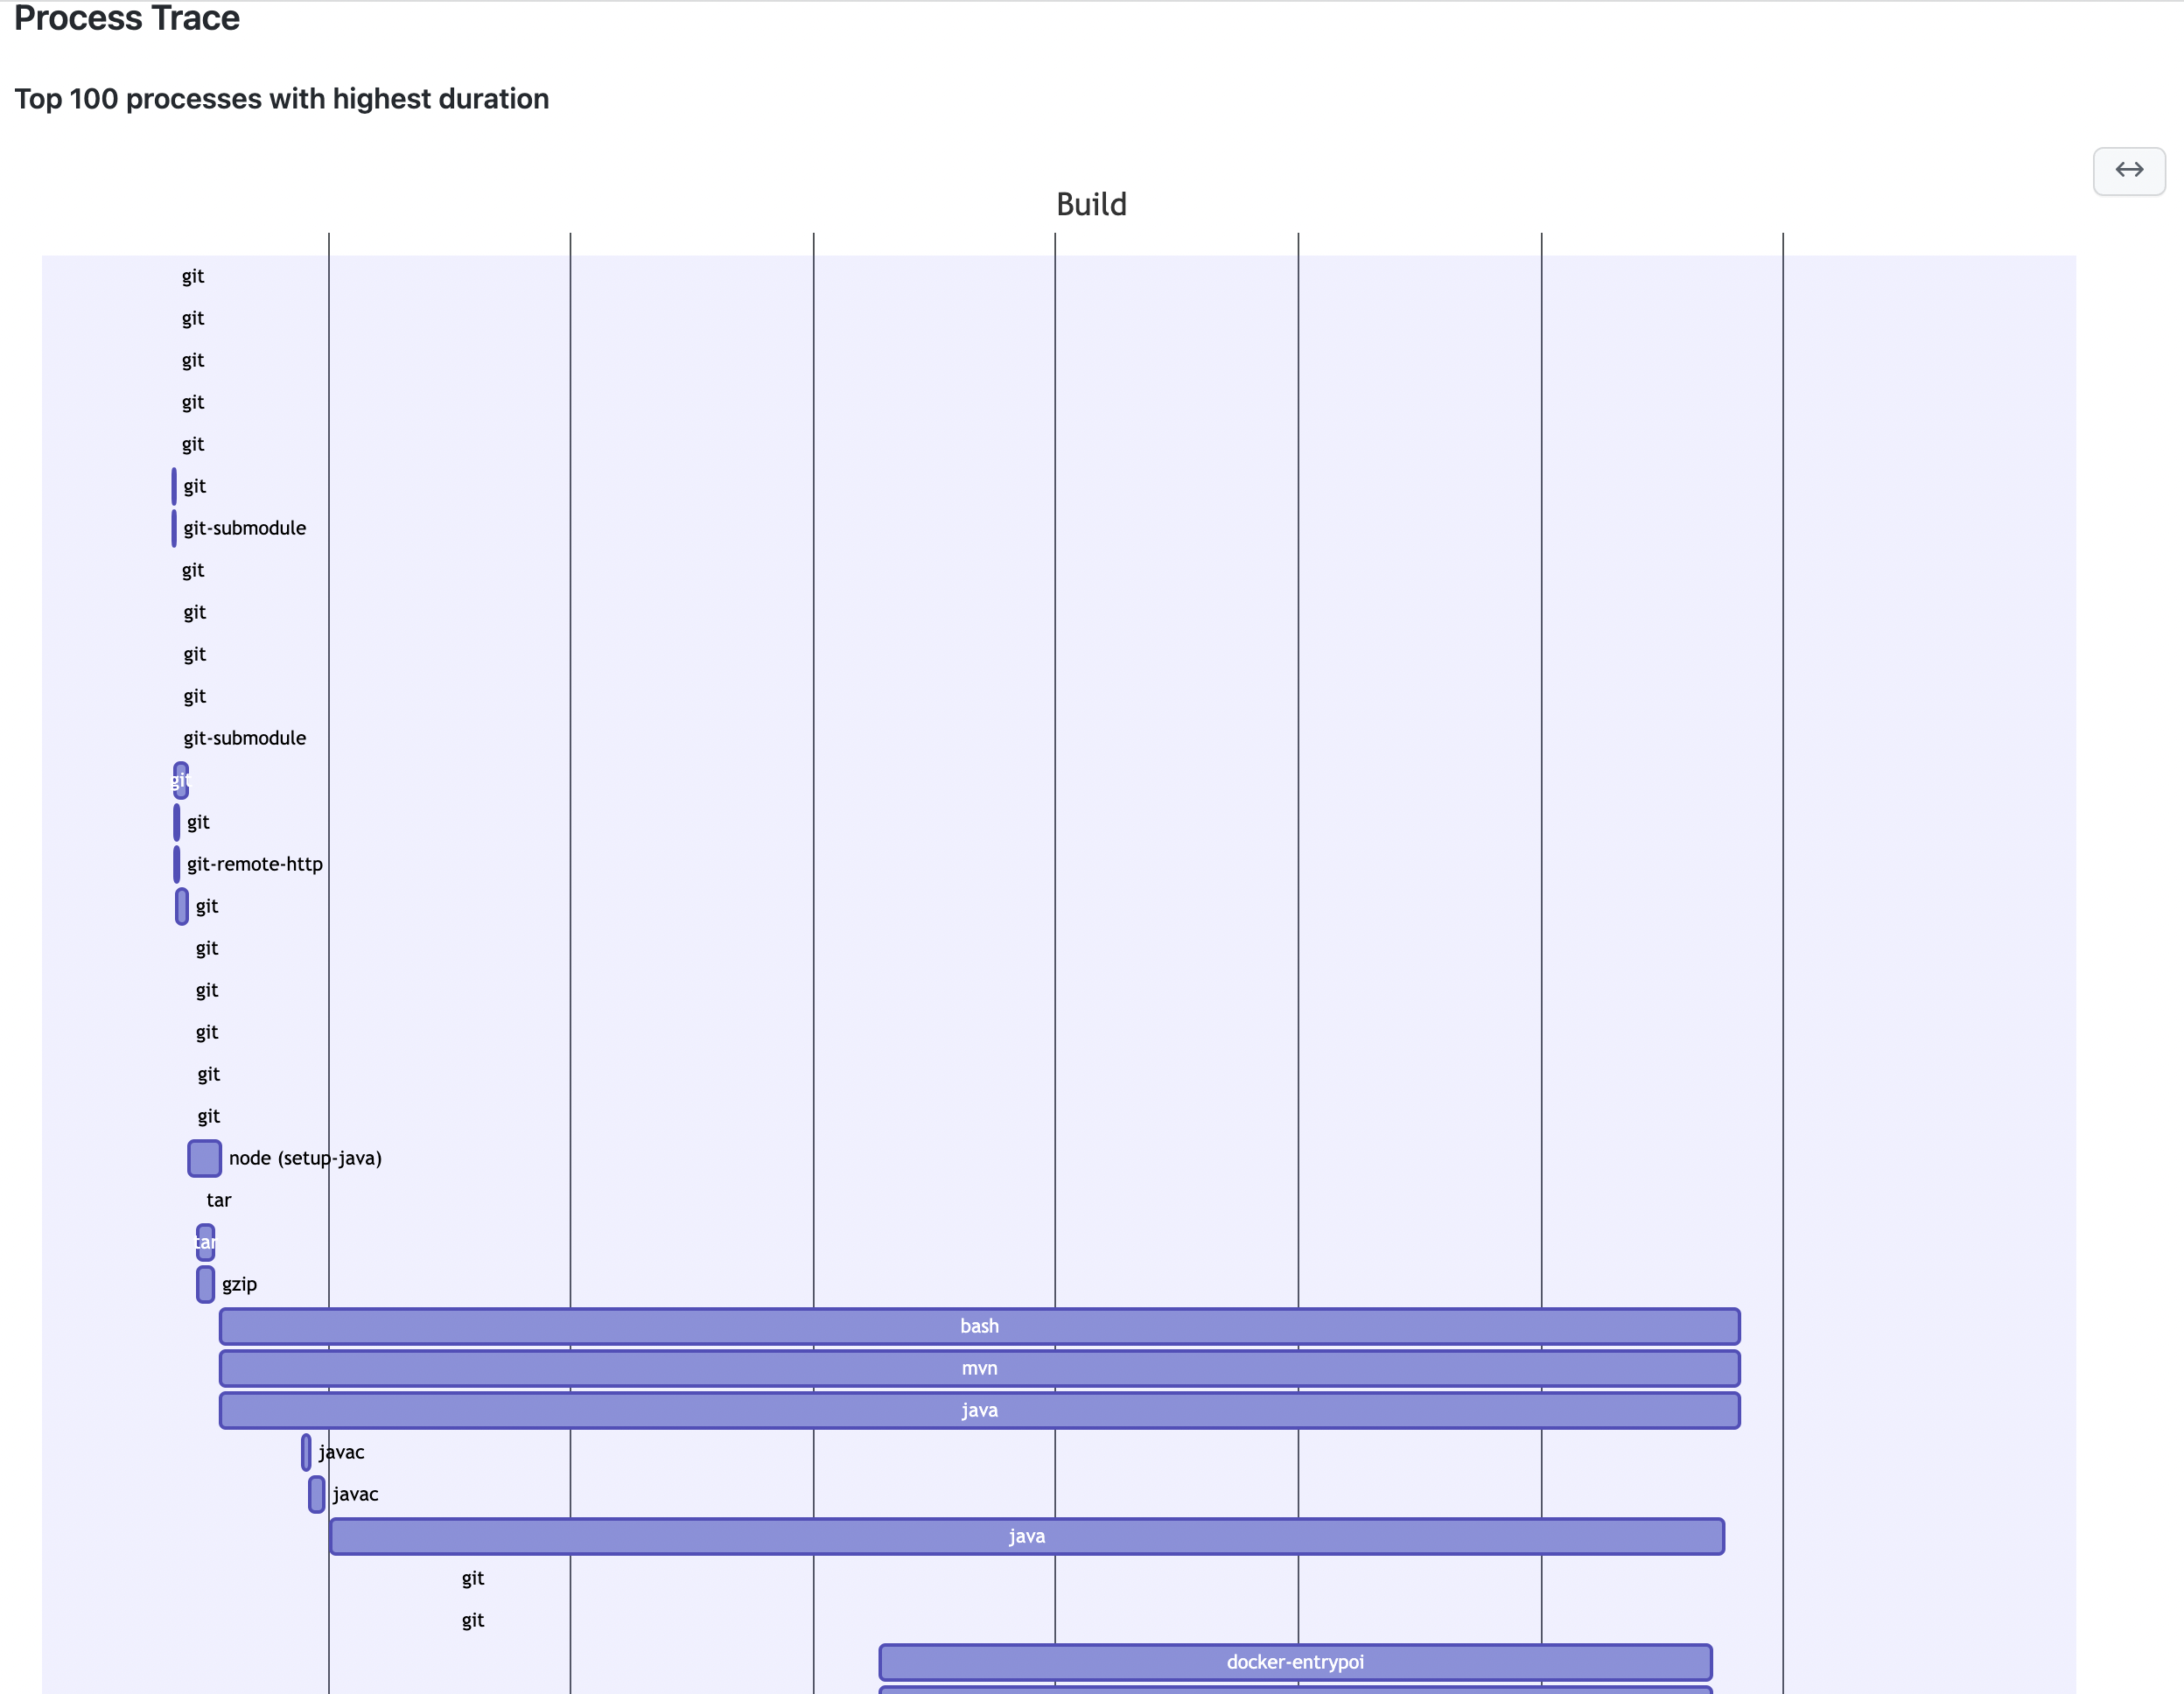 Process Trace
Top 100 processes with highest duration
Build
git
git
git
git
git
git
git-submodule
git
git
git
git
git-submodule
git
git
git-remote-http
git
git
git
git
git
git
node (setup-java)
tar
tar
gzip
bash
mvn
java
javac
javac
java
git
git
docker-entrypoi